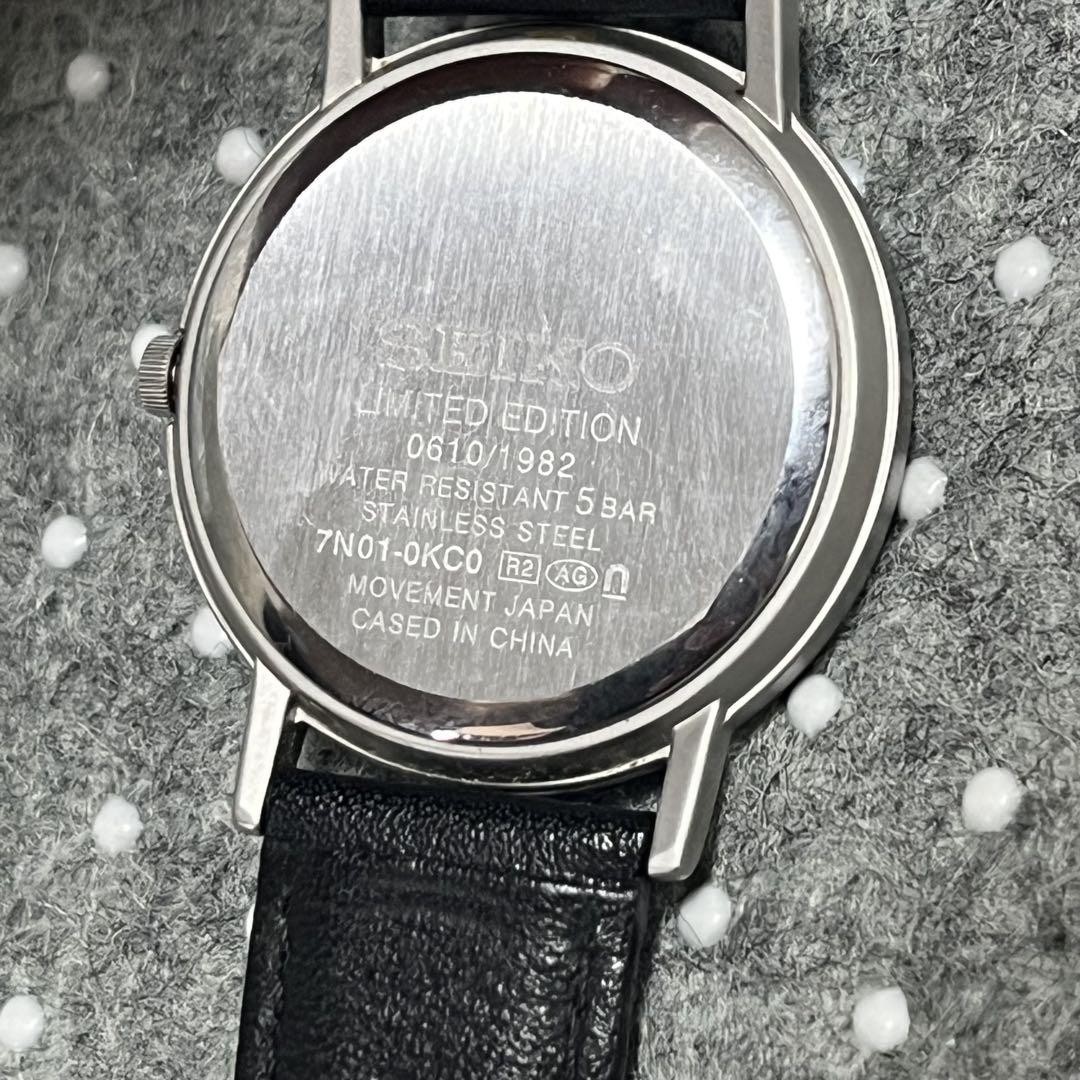 SEIKO
LIMITED EDITION
0610/1982
WATER RESISTANT 5 BAR
STAINLESS STEEL
7N01-0KC0 R2 AG n
MOVEMENT JAPAN
CASED IN CHINA